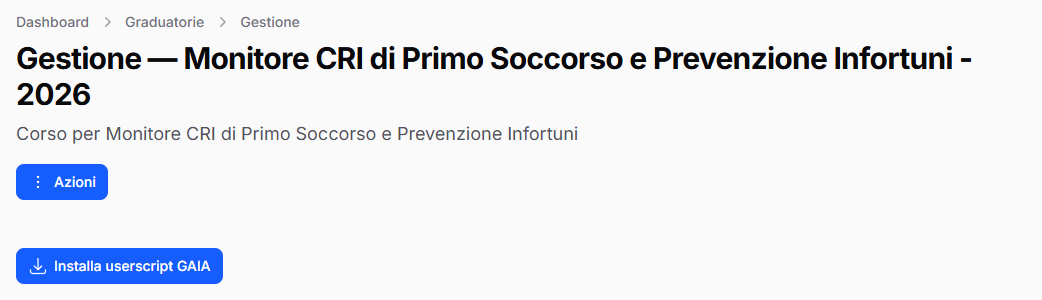 Dashboard > Graduatorie > Gestione
Gestione — Monitore CRI di Primo Soccorso e Prevenzione Infortuni -
2026
Corso per Monitore CRI di Primo Soccorso e Prevenzione Infortuni
Azioni
Installa userscript GAIA